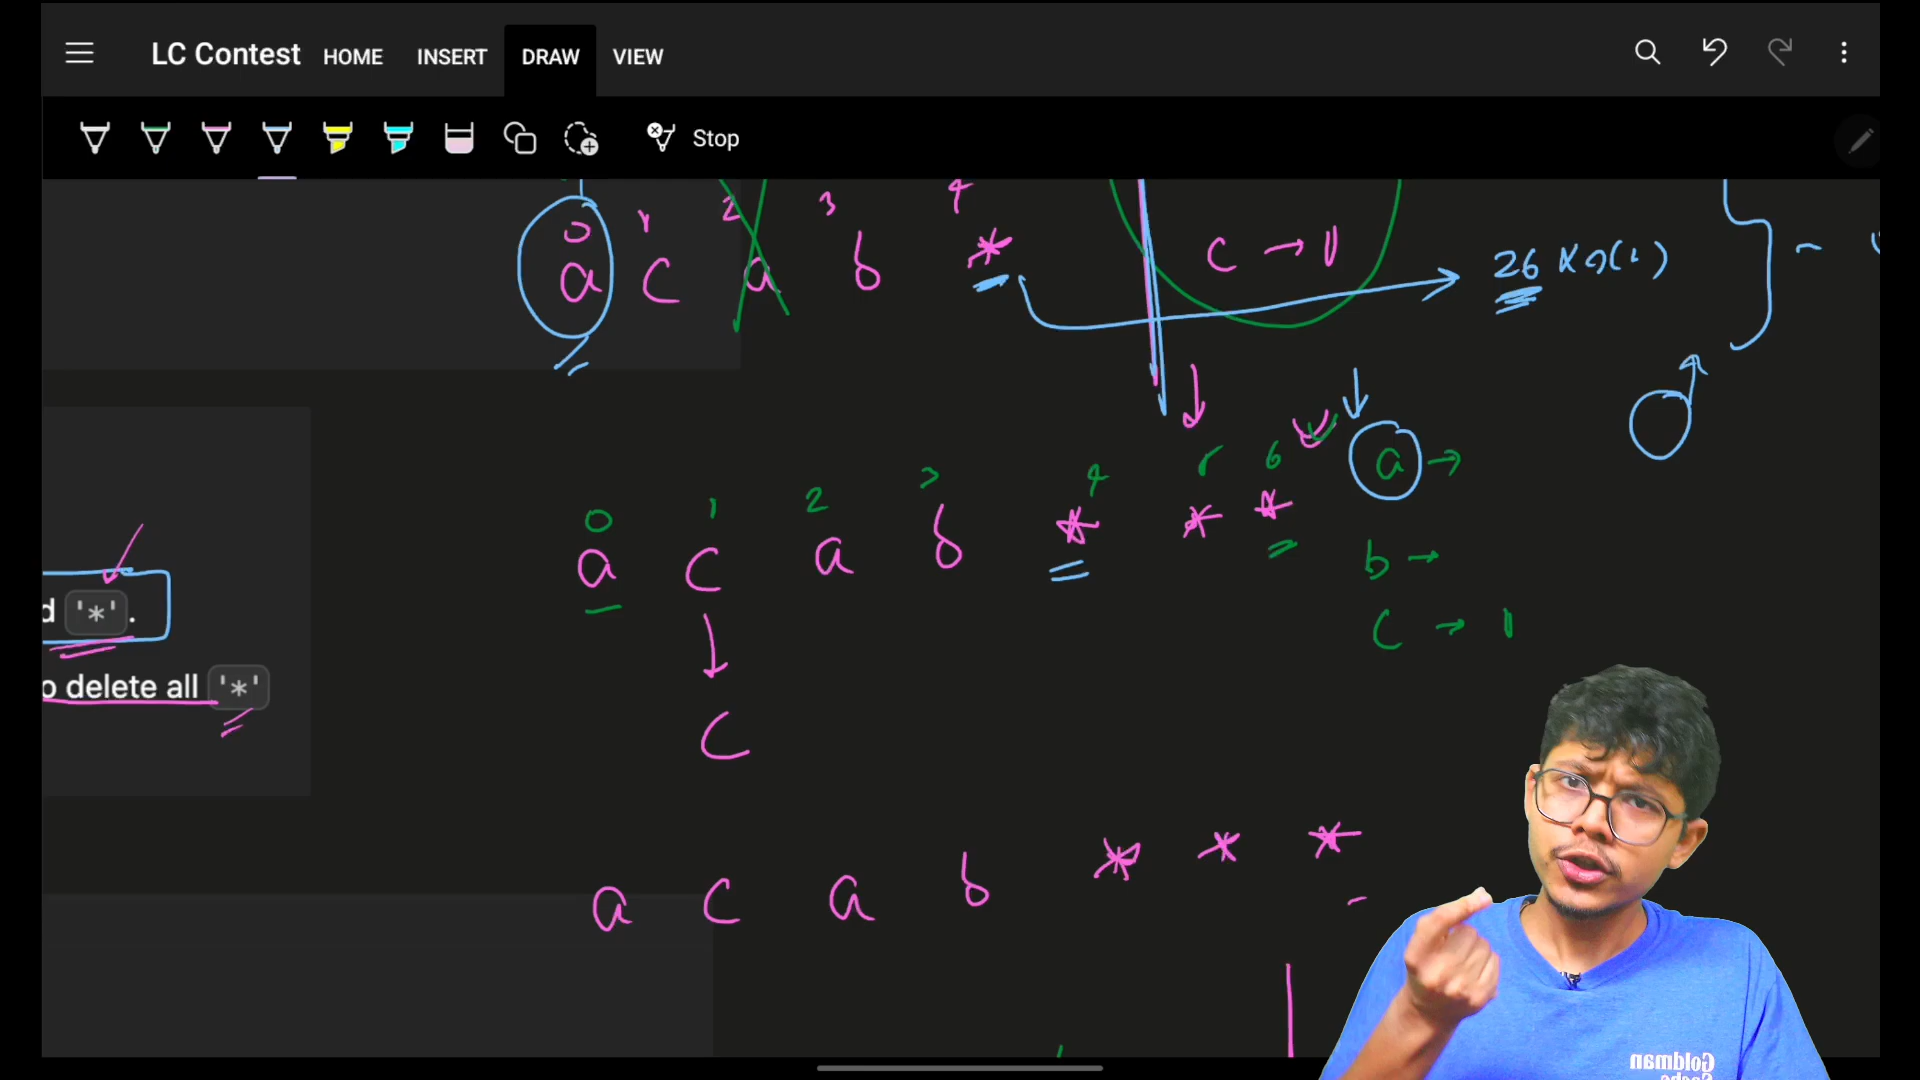 LC Contest HOME INSERT DRAW VIEW
Stop
0 1 2 3 4
a c a b *
c → 1
26
0 1 2 3 4 5 6
a c a b * * *
a →
b →
c → 1
d '*'.
o delete all '*'
c
a c a b * * *
Goldman